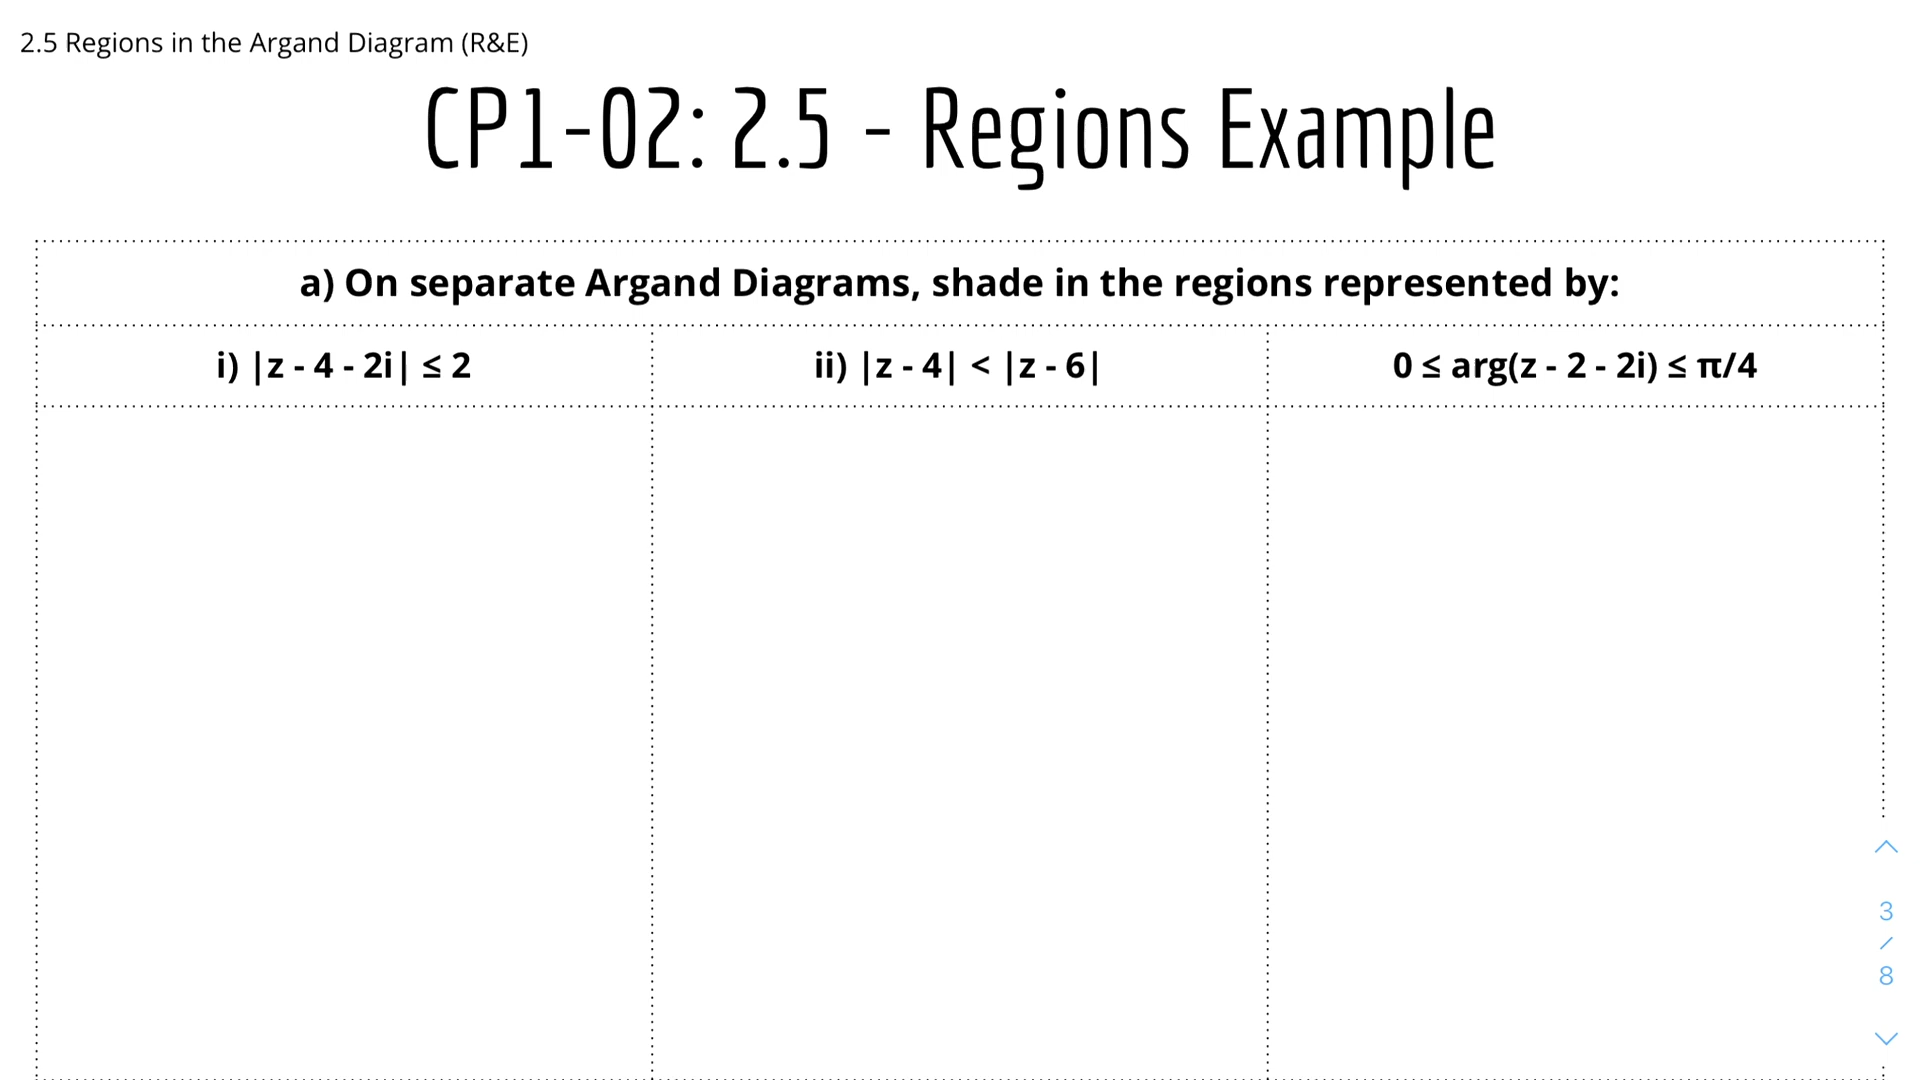 2.5 Regions in the Argand Diagram (R&E)
CP1-02: 2.5 - Regions Example
a) On separate Argand Diagrams, shade in the regions represented by:
i) |z - 4 - 2i| ≤ 2
ii) |z - 4| < |z - 6|
0 ≤ arg(z - 2 - 2i) ≤ π/4
3
/
8